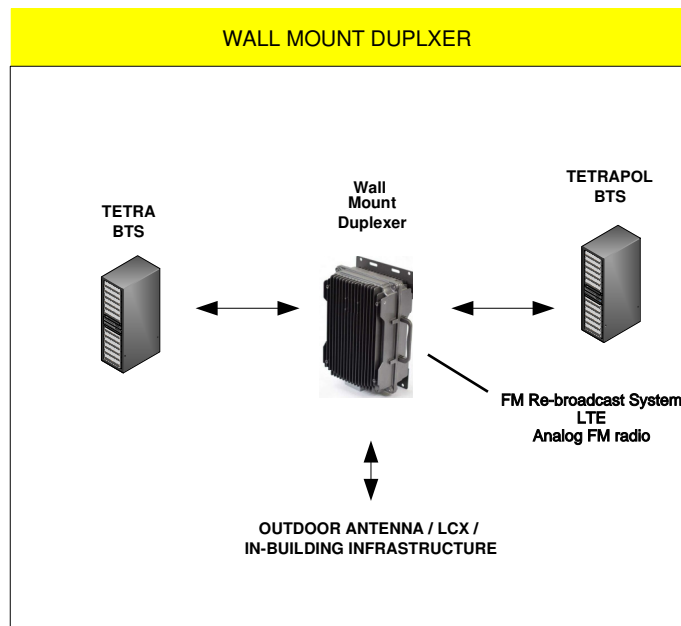 WALL MOUNT DUPLXER
TETRA
BTS
Wall
Mount
Duplexer
TETRAPOL
BTS
FM Re-broadcast System
LTE
Analog FM radio
OUTDOOR ANTENNA / LCX /
IN-BUILDING INFRASTRUCTURE